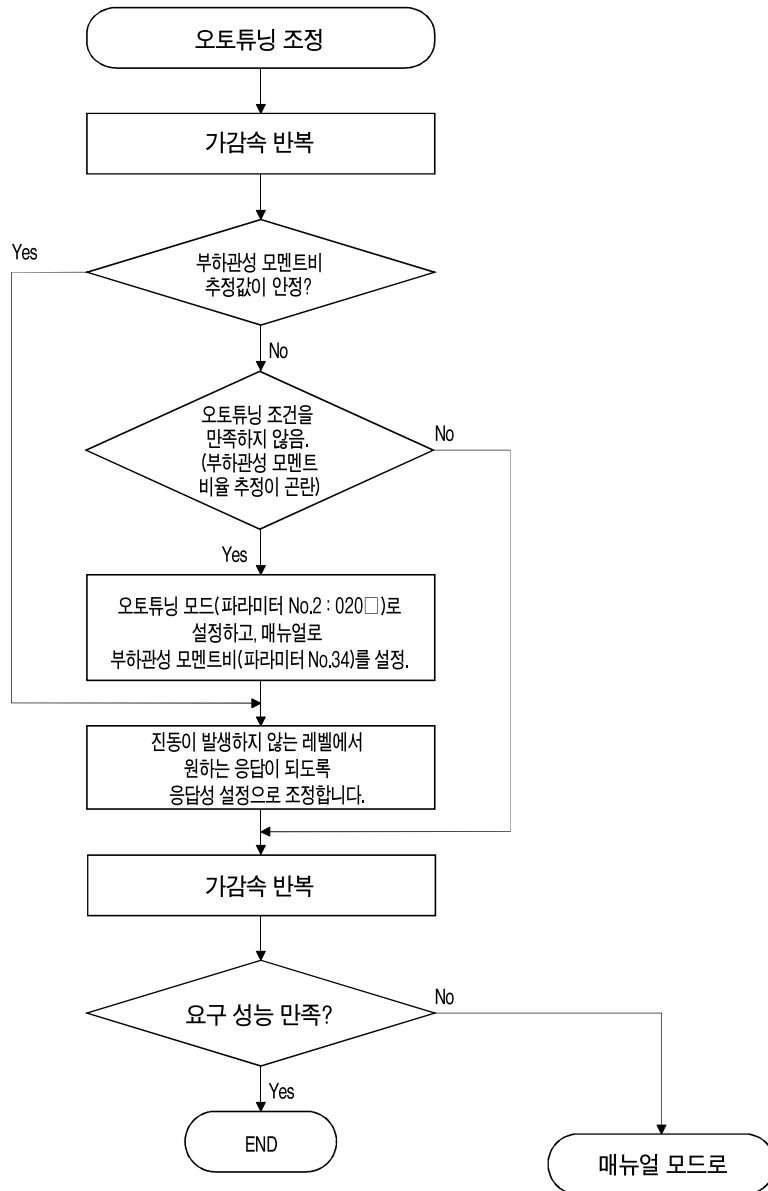 오토튜닝 조정
가감속 반복
Yes
부하관성 모멘트비
추정값이 안정?
No
오토튜닝 조건을
만족하지 않음.
(부하관성 모멘트
비율 추정이 곤란)
No
Yes
오토튜닝 모드(파라미터 No.2 : 020□)로
설정하고, 매뉴얼로
부하관성 모멘트비(파라미터 No.34)를 설정.
진동이 발생하지 않는 레벨에서
원하는 응답이 되도록
응답성 설정으로 조정합니다.
가감속 반복
요구 성능 만족?
No
Yes
END
매뉴얼 모드로